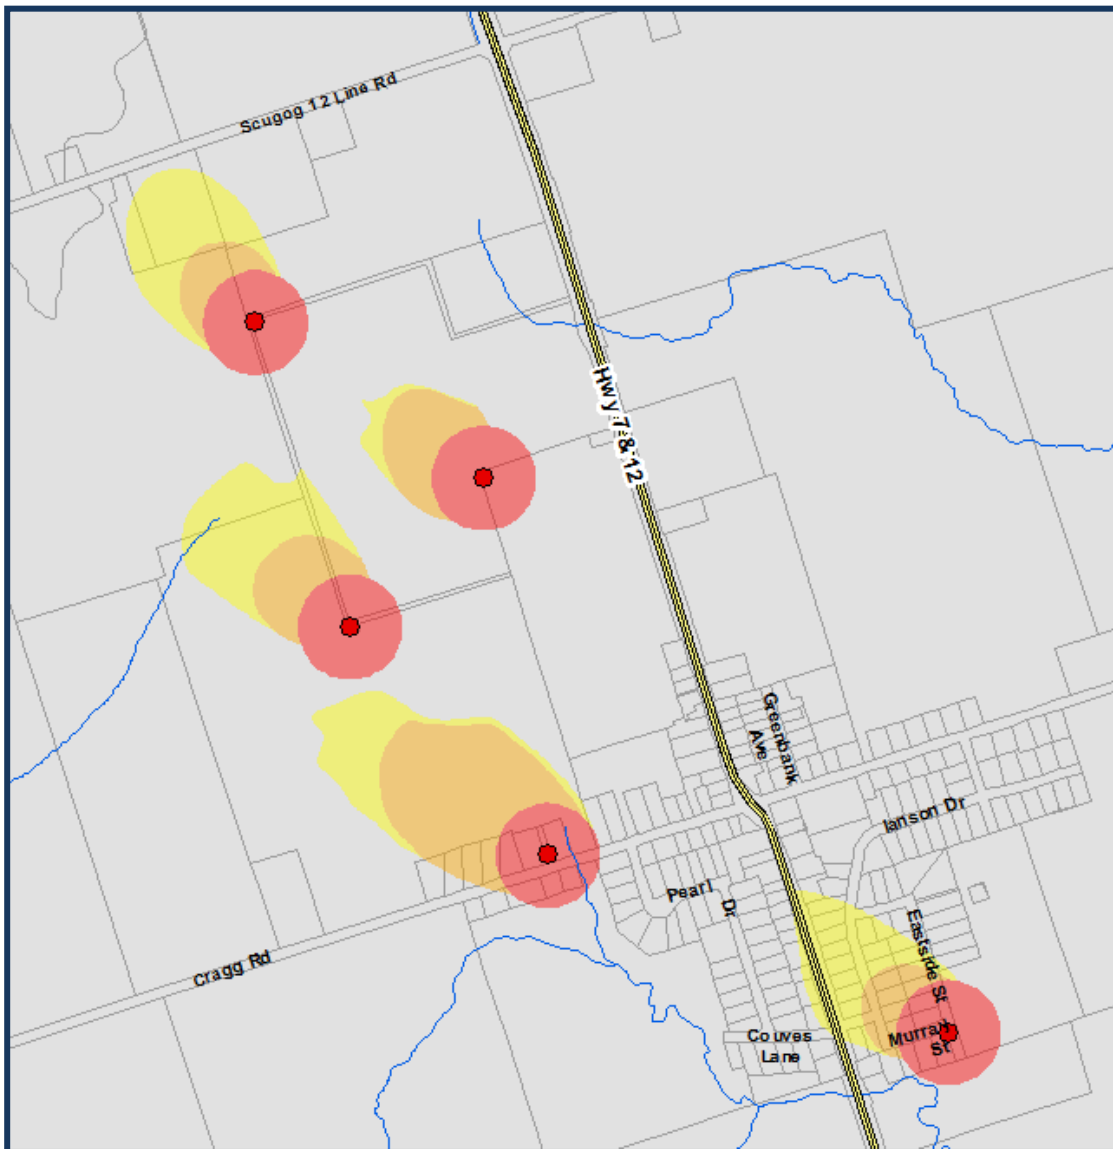 Scugog 12 Line Rd
Hwy 7 & 12
Greenbank
Ave
Ianson Dr
Pearl
Dr
Eastside St
Cragg Rd
Couves
Lane
Murray
St